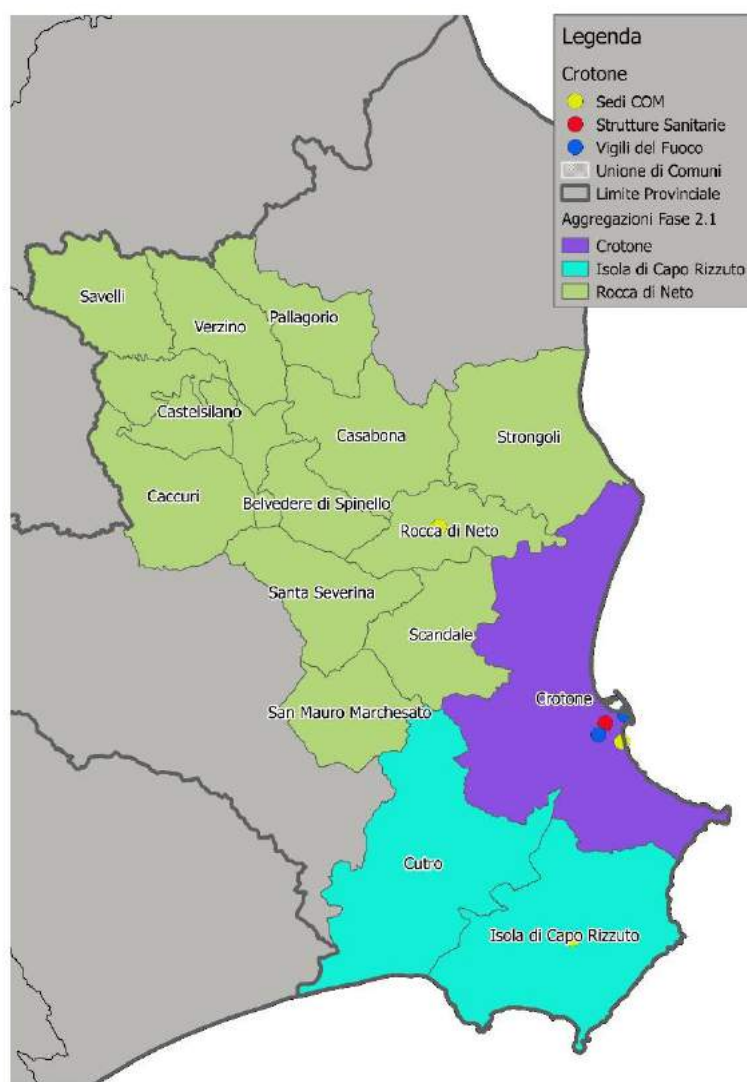 Legenda
Crotone
Sedi COM
Strutture Sanitarie
Vigili del Fuoco
Unione di Comuni
Limite Provinciale
Aggregazioni Fase 2.1
Crotone
Isola di Capo Rizzuto
Rocca di Neto
Savelli
Verzino
Pallagorio
Castelsilano
Casabona
Strongoli
Caccuri
Belvedere di Spinello
Rocca di Neto
Santa Severina
Scandale
San Mauro Marchesato
Crotone
Cutro
Isola di Capo Rizzuto